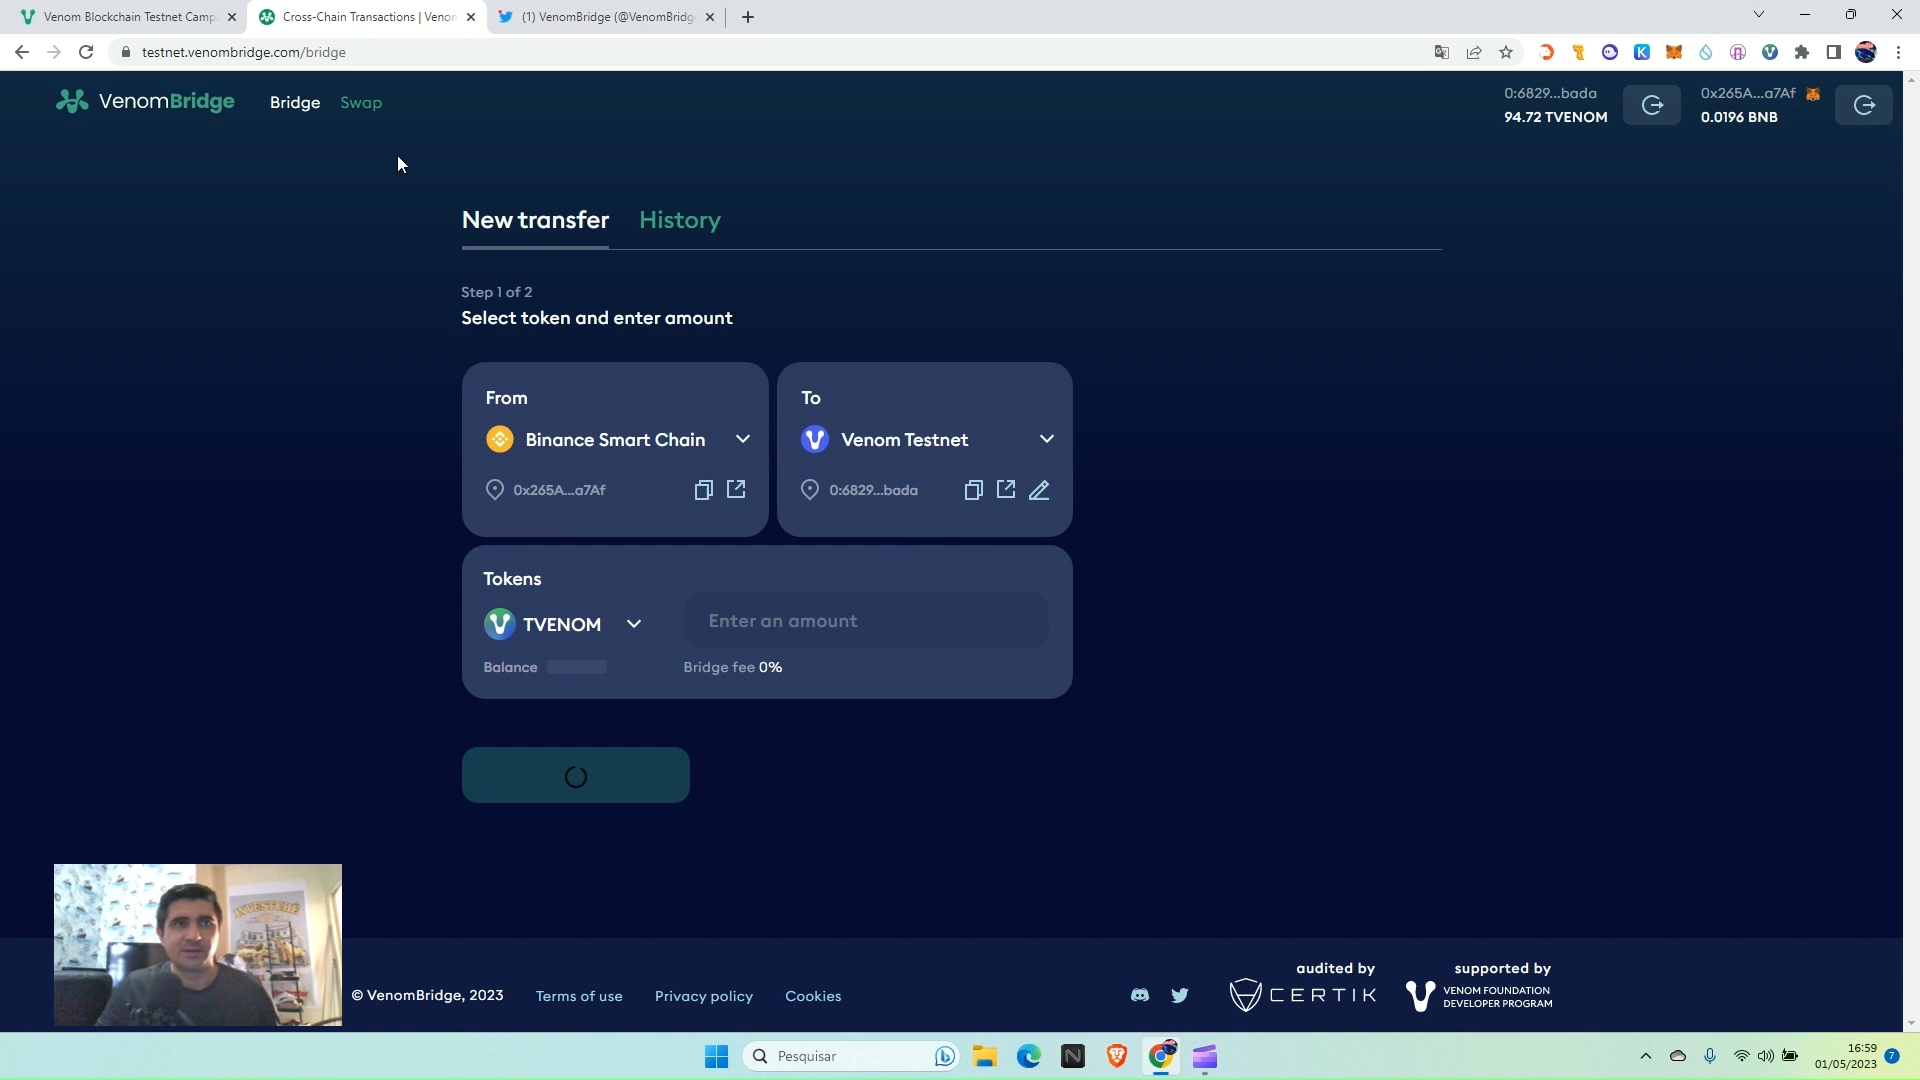 Venom Blockchain Testnet Camp
Cross-Chain Transactions | Venom
(1) VenomBridge (@VenomBridg
testnet.venombridge.com/bridge
VenomBridge
Bridge
Swap
0:6829...bada
94.72 TVENOM
0x265A...a7Af
0.0196 BNB
New transfer
History
Step 1 of 2
Select token and enter amount
From
Binance Smart Chain
0x265A...a7Af
To
Venom Testnet
0:6829...bada
Tokens
TVENOM
Enter an amount
Balance
Bridge fee 0%
INVESTURE
© VenomBridge, 2023
Terms of use
Privacy policy
Cookies
audited by
CERTIK
supported by
VENOM FOUNDATION
DEVELOPER PROGRAM
Pesquisar
16:59
01/05/2023
7